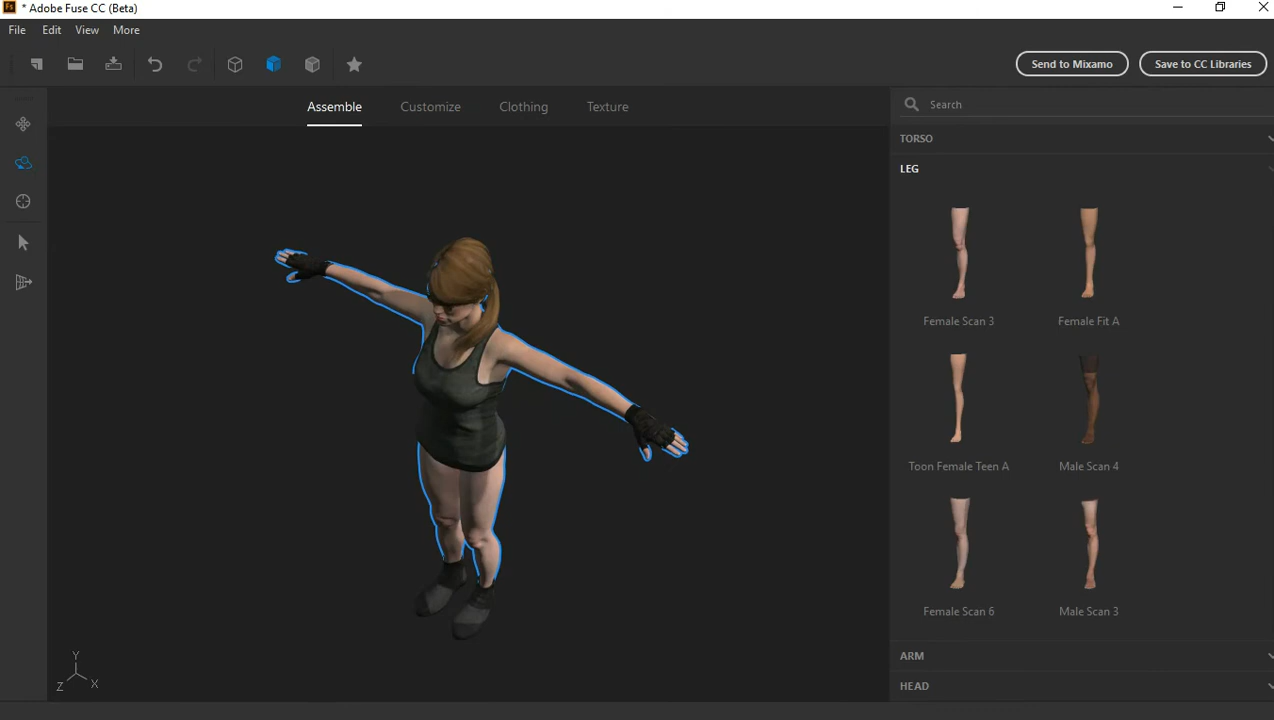 Fs * Adobe Fuse CC (Beta)
File Edit View More
Send to Mixamo Save to CC Libraries
Assemble Customize Clothing Texture
Search
TORSO
LEG
Female Scan 3 Female Fit A
Toon Female Teen A Male Scan 4
Female Scan 6 Male Scan 3
ARM
HEAD
Y
Z X